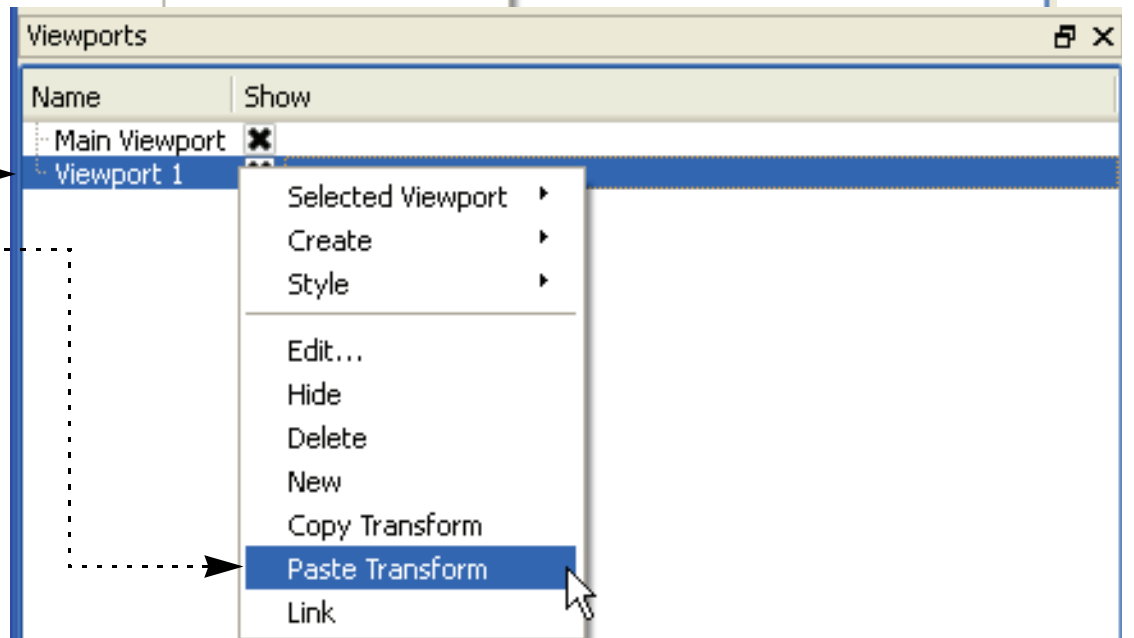 Viewports
Name Show
Main Viewport
Viewport 1
Selected Viewport
Create
Style
Edit...
Hide
Delete
New
Copy Transform
Paste Transform
Link